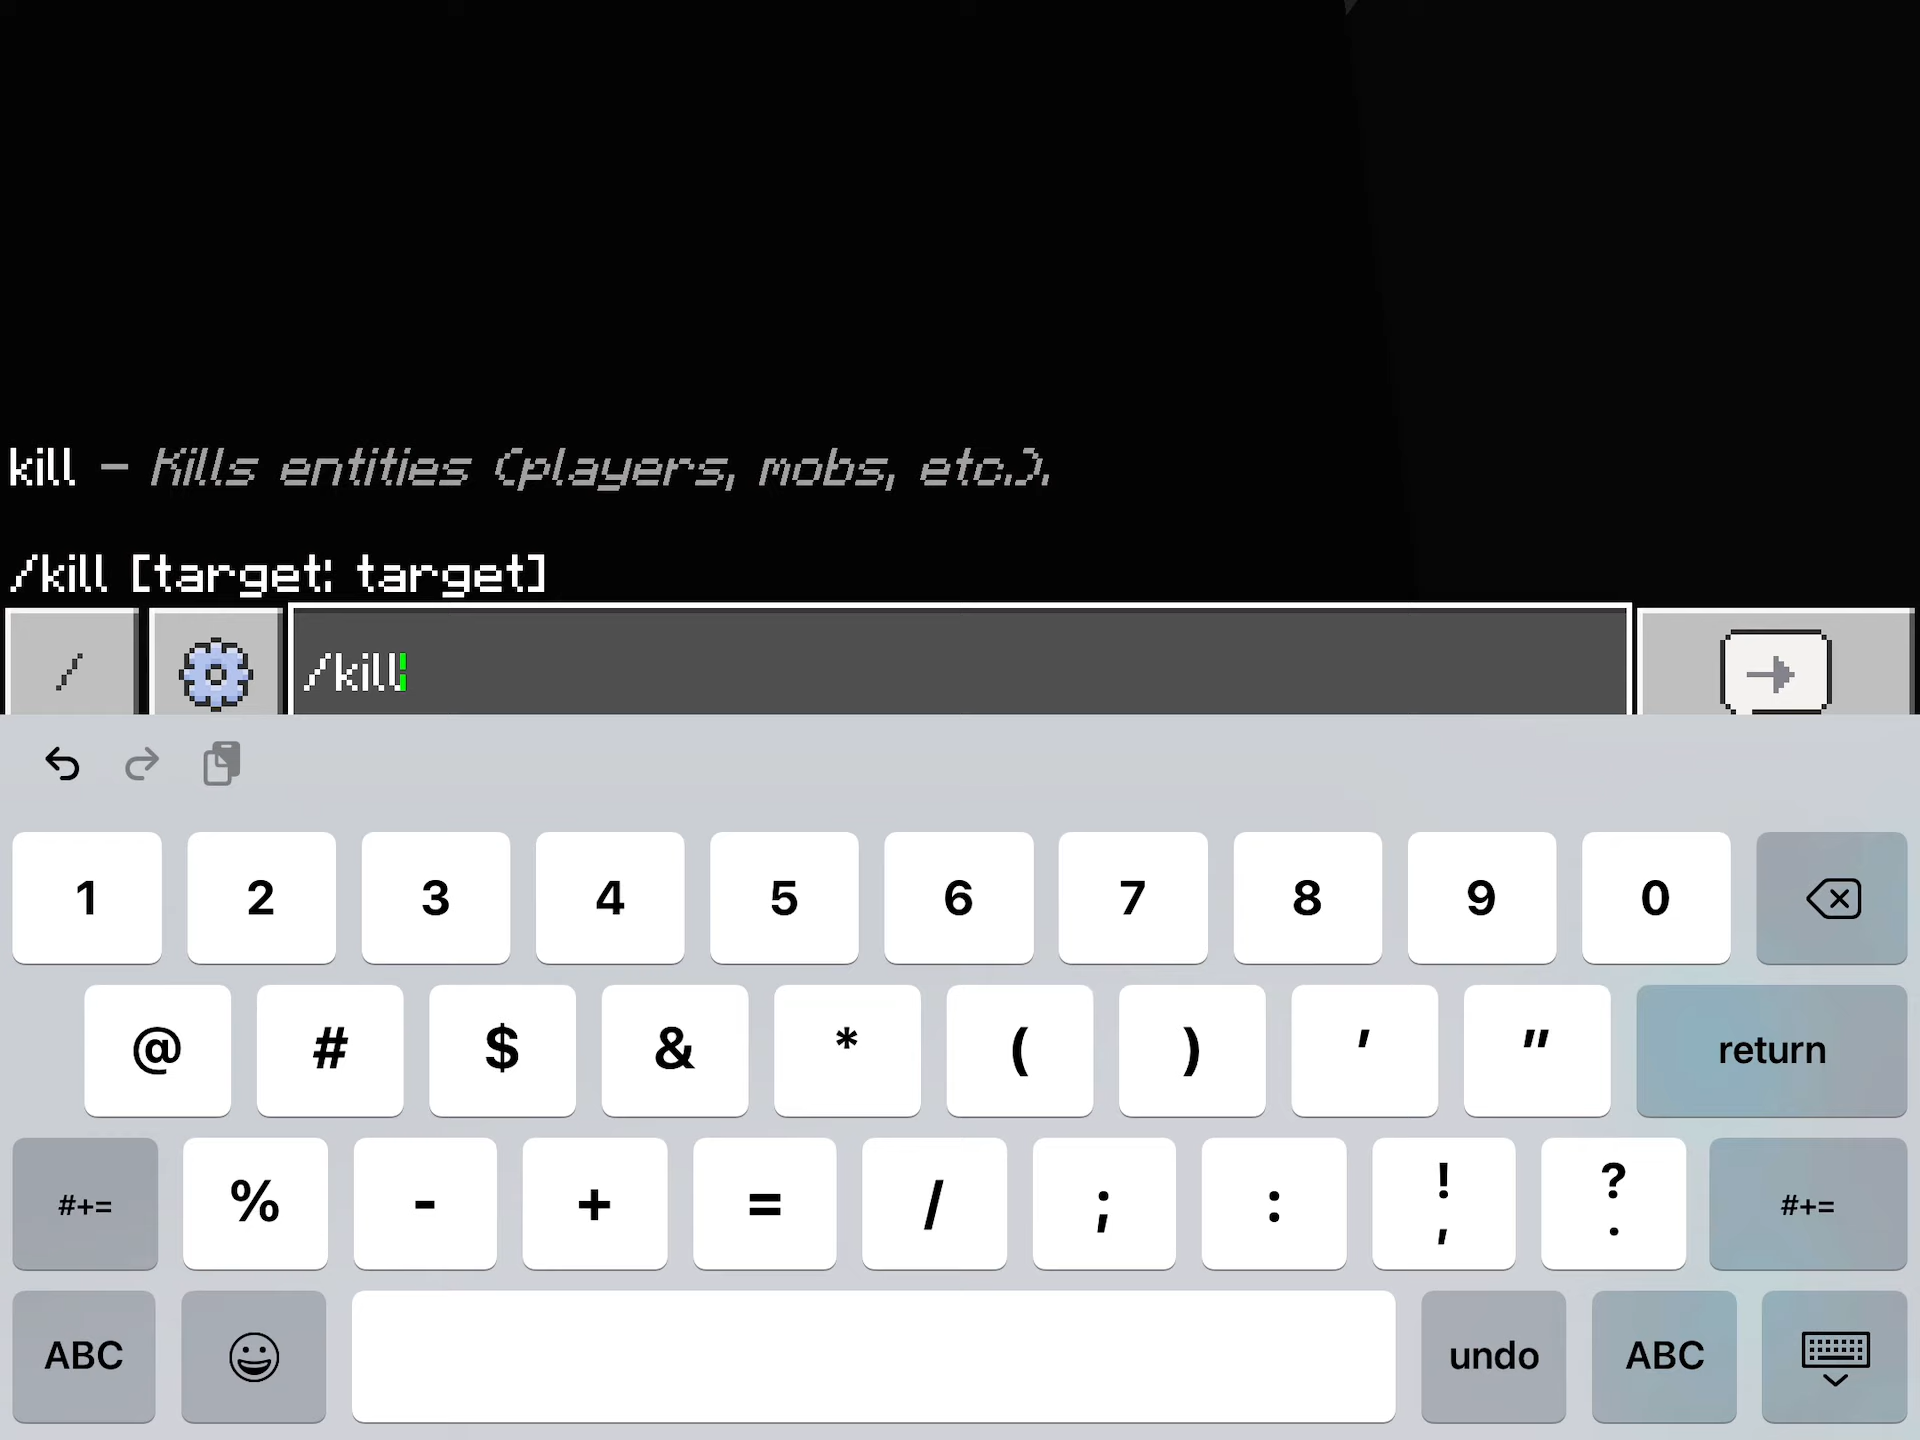 kill – Kills entities (players, mobs, etc.).
/kill [target: target]
/ /kill
1 2 3 4 5 6 7 8 9 0
@ # $ & * ( ) ' " return
#+= % - + = / ; : ! , ? . #+=
ABC undo ABC